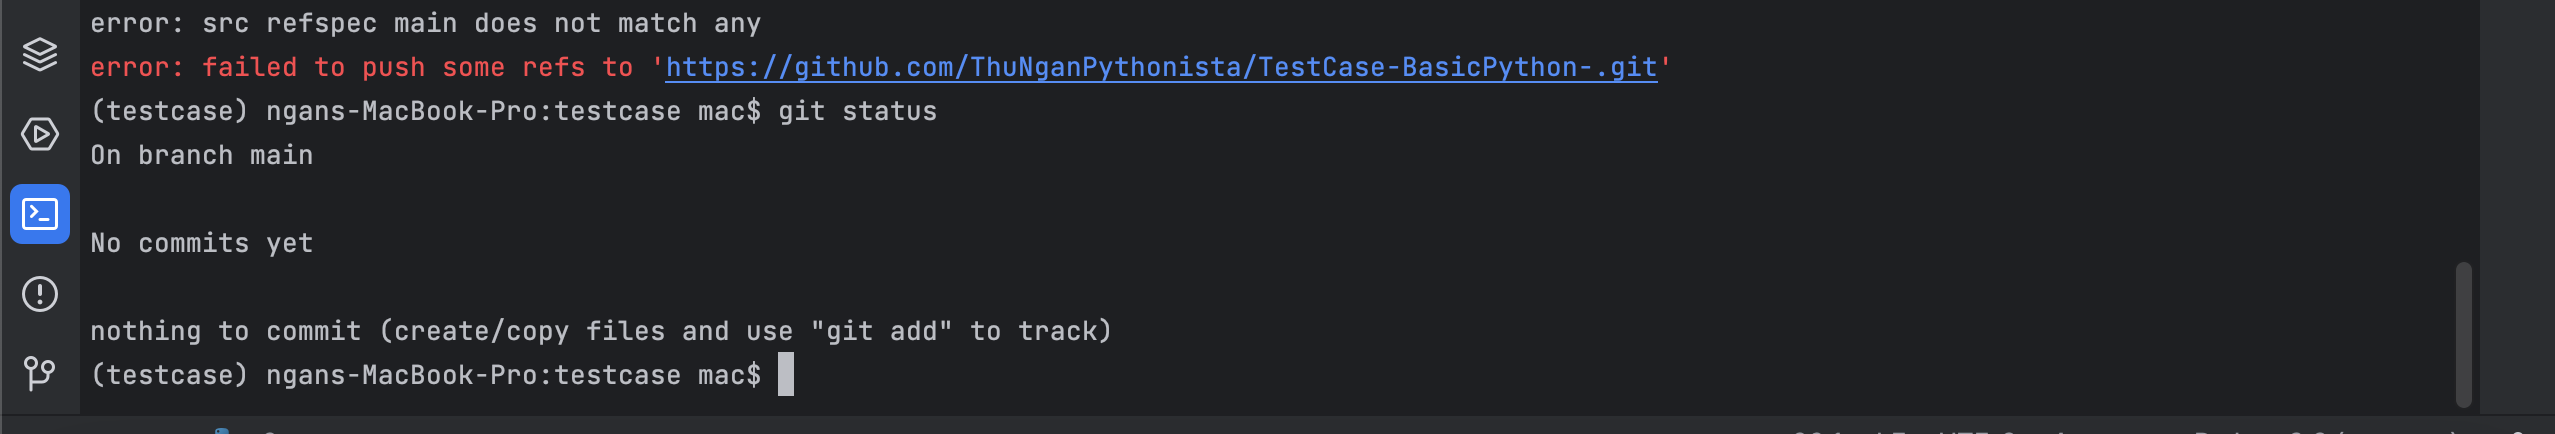 error: src refspec main does not match any
error: failed to push some refs to 'https://github.com/ThuNganPythonista/TestCase-BasicPython-.git'
(testcase) ngans-MacBook-Pro:testcase mac$ git status
On branch main
No commits yet
nothing to commit (create/copy files and use "git add" to track)
(testcase) ngans-MacBook-Pro:testcase mac$